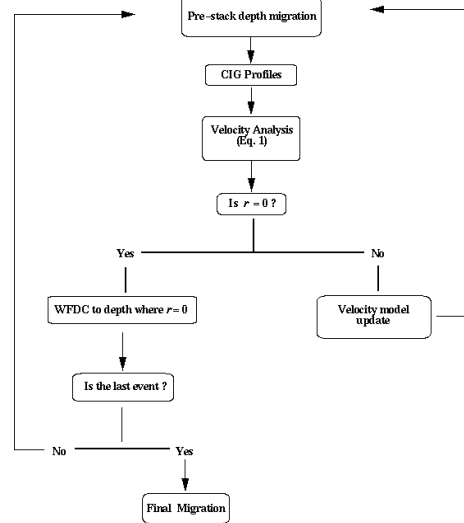 Pre-stack depth migration
CIG Profiles
Velocity Analysis
(Eq. 1)
Is r = 0 ?
Yes
No
WFDC to depth where r = 0
Velocity model
update
Is the last event ?
No
Yes
Final Migration